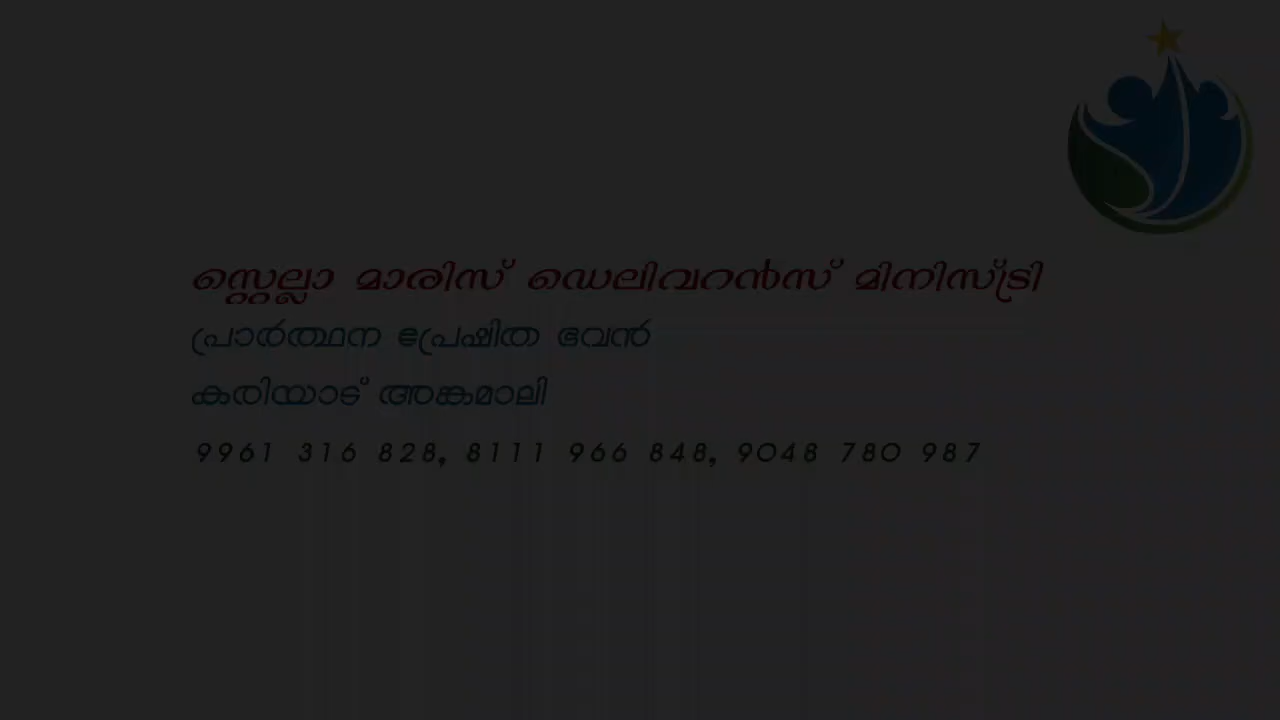 സ്റ്റെല്ലാ മാരിസ് ഡെലിവറൻസ് മിനിസ്ട്രി
പ്രാർത്ഥന പ്രേഷിത ഭവൻ
കരിയാട് അങ്കമാലി
9961 316 828, 8111 966 848, 9048 780 987